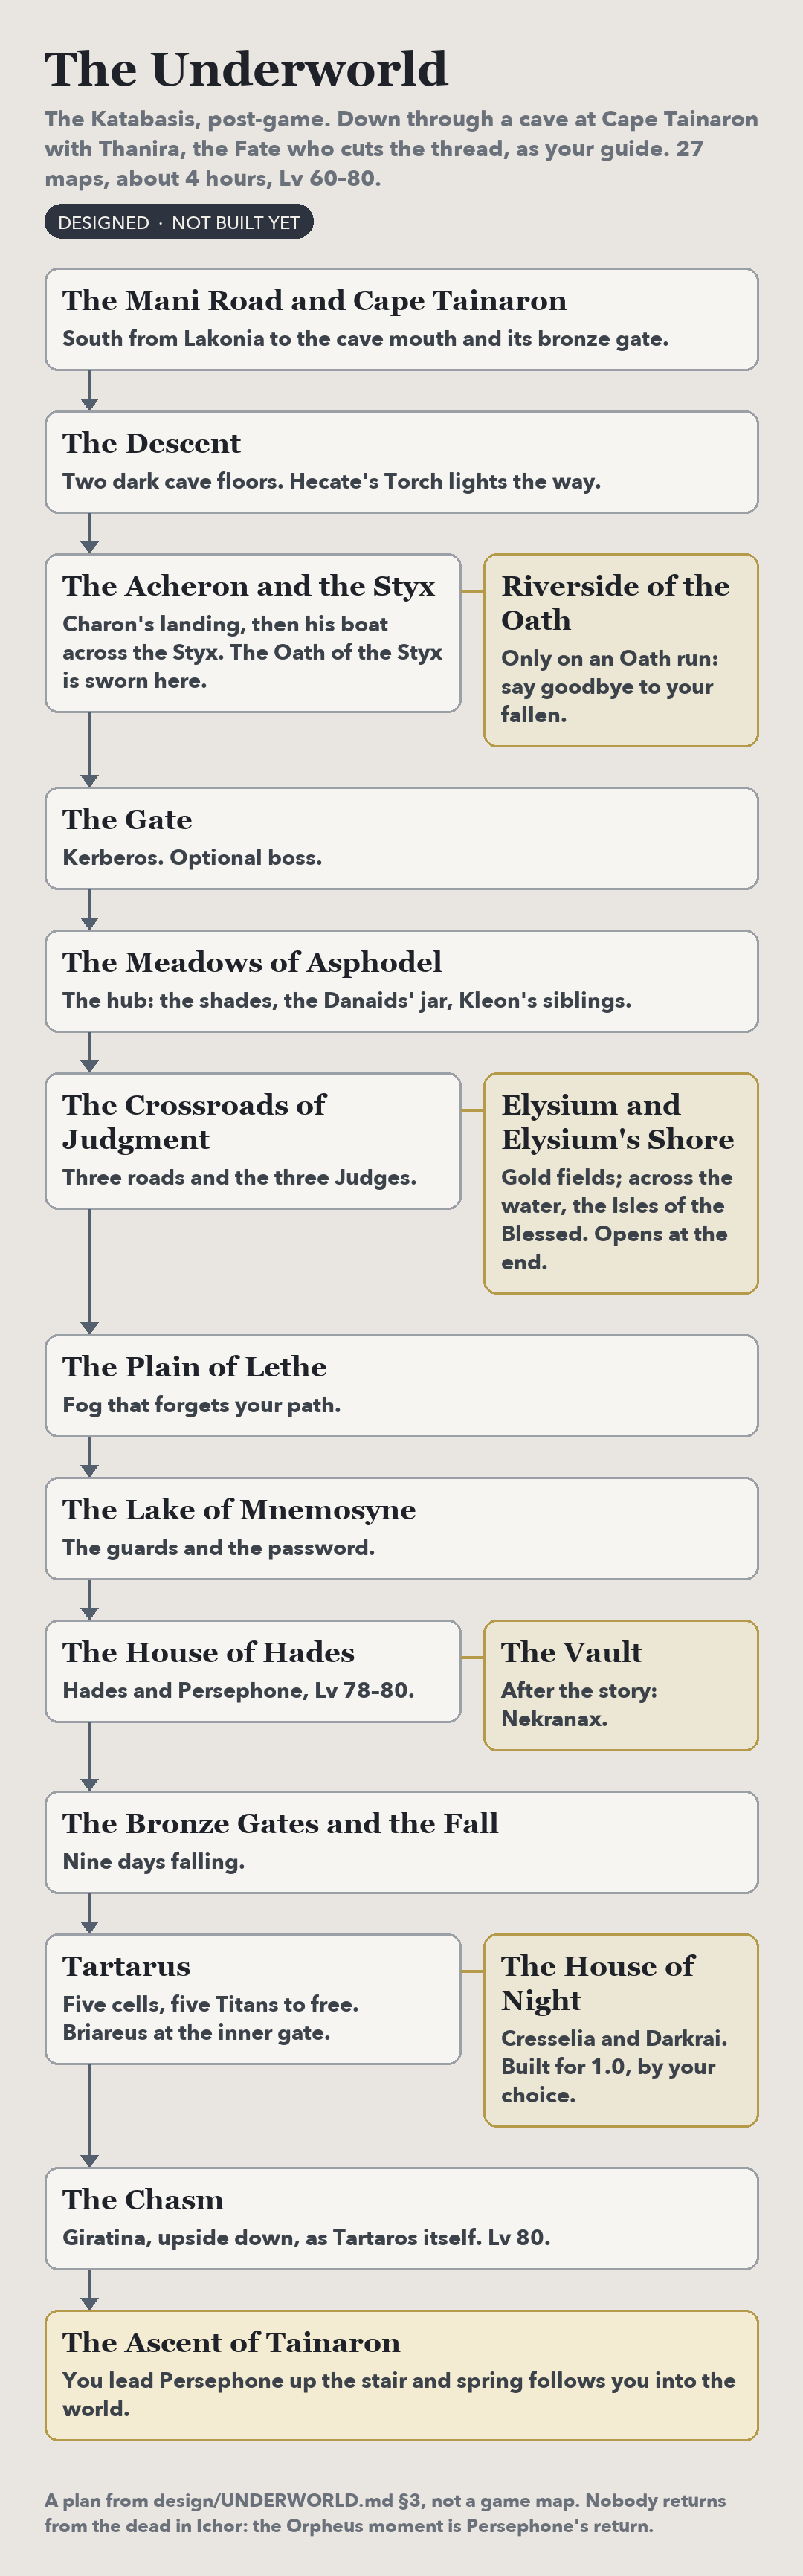 The Underworld
The Katabasis, post-game. Down through a cave at Cape Tainaron
with Thanira, the Fate who cuts the thread, as your guide. 27
maps, about 4 hours, Lv 60–80.
DESIGNED · NOT BUILT YET
The Mani Road and Cape Tainaron
South from Lakonia to the cave mouth and its bronze gate.
The Descent
Two dark cave floors. Hecate's Torch lights the way.
The Acheron and the Styx
Charon's landing, then his boat
across the Styx. The Oath of the Styx
is sworn here.
Riverside of the
Oath
Only on an Oath run:
say goodbye to your
fallen.
The Gate
Kerberos. Optional boss.
The Meadows of Asphodel
The hub: the shades, the Danaids' jar, Kleon's siblings.
The Crossroads of
Judgment
Three roads and the three Judges.
Elysium and
Elysium's Shore
Gold fields; across the
water, the Isles of the
Blessed. Opens at the
end.
The Plain of Lethe
Fog that forgets your path.
The Lake of Mnemosyne
The guards and the password.
The House of Hades
Hades and Persephone, Lv 78–80.
The Vault
After the story:
Nekranax.
The Bronze Gates and the Fall
Nine days falling.
Tartarus
Five cells, five Titans to free.
Briareus at the inner gate.
The House of
Night
Cresselia and Darkrai.
Built for 1.0, by your
choice.
The Chasm
Giratina, upside down, as Tartaros itself. Lv 80.
The Ascent of Tainaron
You lead Persephone up the stair and spring follows you into the
world.
A plan from design/UNDERWORLD.md §3, not a game map. Nobody returns
from the dead in Ichor: the Orpheus moment is Persephone's return.